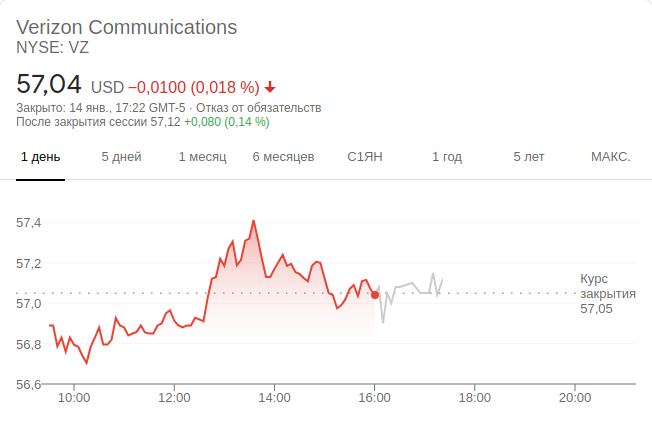 Verizon Communications
NYSE: VZ
57,04 USD −0,0100 (0,018 %)
Закрыто: 14 янв., 17:22 GMT-5 · Отказ от обязательств
После закрытия сессии 57,12 +0,080 (0,14 %)
1 день 5 дней 1 месяц 6 месяцев С1ЯН 1 год 5 лет МАКС.
57,4
57,2
57,0
56,8
56,6
Курс
закрытия
57,05
10:00 12:00 14:00 16:00 18:00 20:00